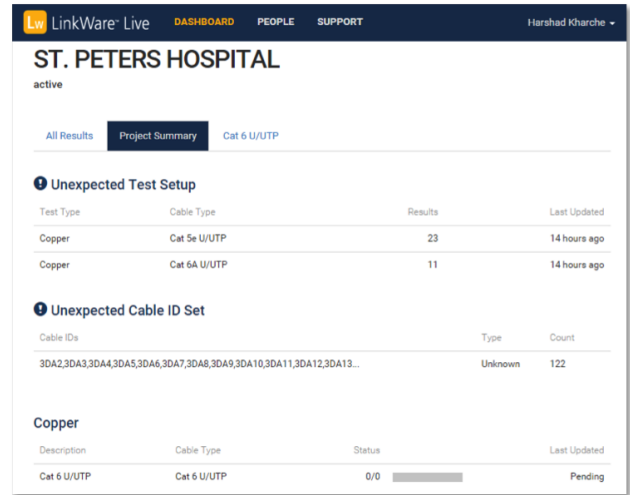 Lw LinkWare™ Live DASHBOARD PEOPLE SUPPORT Harshad Kharche
ST. PETERS HOSPITAL
active
All Results Project Summary Cat 6 U/UTP
Unexpected Test Setup
Test Type Cable Type Results Last Updated
Copper Cat 5e U/UTP 23 14 hours ago
Copper Cat 6A U/UTP 11 14 hours ago
Unexpected Cable ID Set
Cable IDs Type Count
3DA2,3DA3,3DA4,3DA5,3DA6,3DA7,3DA8,3DA9,3DA10,3DA11,3DA12,3DA13... Unknown 122
Copper
Description Cable Type Status Last Updated
Cat 6 U/UTP Cat 6 U/UTP 0/0 Pending